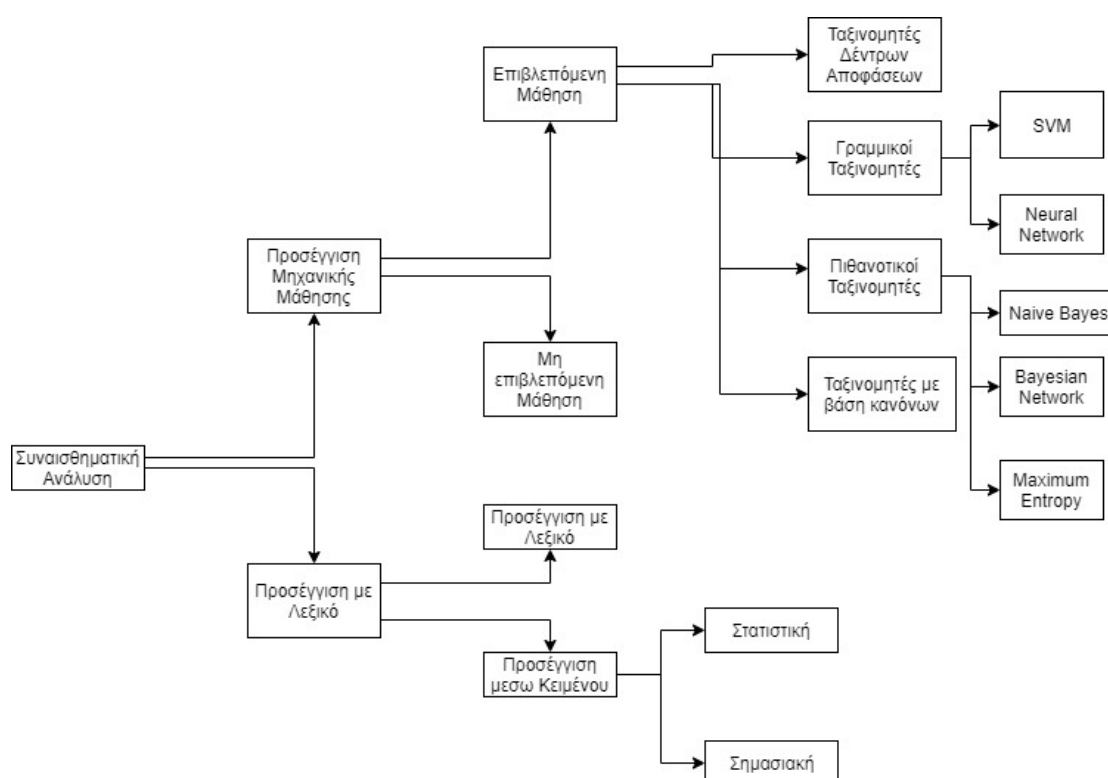 Ταξινομητές
Δέντρων
Αποφάσεων
Επιβλεπόμενη
Μάθηση
SVM
Γραμμικοί
Ταξινομητές
Neural
Network
Προσέγγιση
Μηχανικής
Μάθησης
Πιθανοτικοί
Ταξινομητές
Naive Bayes
Μη
επιβλεπόμενη
Μάθηση
Bayesian
Network
Ταξινομητές με
βάση κανόνων
Συναισθηματική
Ανάλυση
Maximum
Entropy
Προσέγγιση με
Λεξικό
Προσέγγιση με
Λεξικό
Στατιστική
Προσέγγιση
μεσω Κειμένου
Σημασιακή